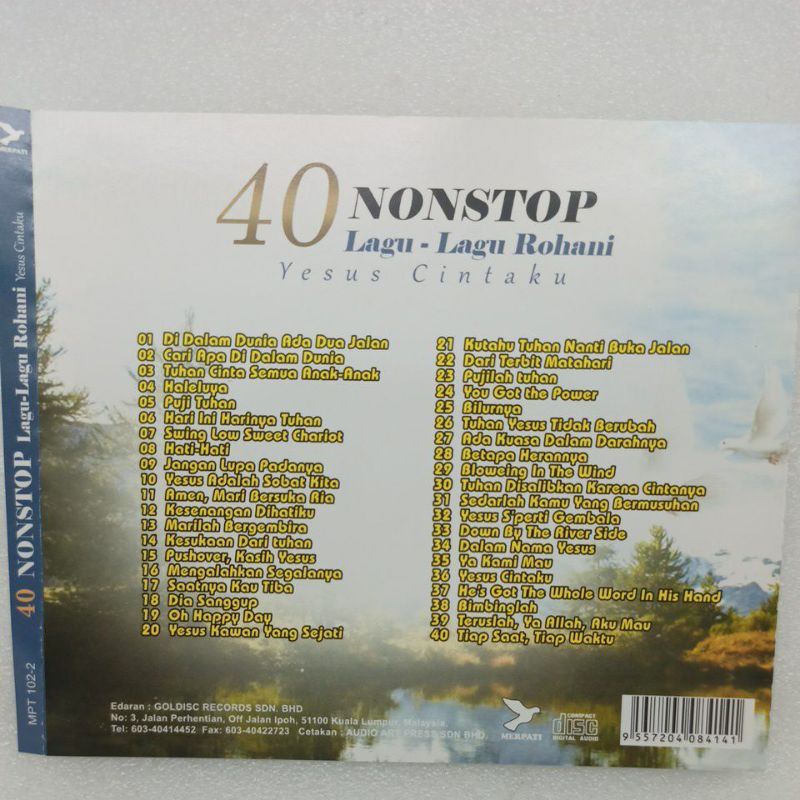 MERPATI
40 NONSTOP Lagu-Lagu Rohani Yesus Cintaku
MPT 102-2
40 NONSTOP
Lagu - Lagu Rohani
Yesus Cintaku
01 Di Dalam Dunia Ada Dua Jalan
02 Cari Apa Di Dalam Dunia
03 Tuhan Cinta Semua Anak-Anak
04 Haleluya
05 Puji Tuhan
06 Hari Ini Harinya Tuhan
07 Swing Low Sweet Chariot
08 Hati-Hati
09 Jangan Lupa Padanya
10 Yesus Adalah Sobat Kita
11 Amen, Mari Bersuka Ria
12 Kesenangan Dihatiku
13 Marilah Bergembira
14 Kesukaan Dari tuhan
15 Pushover, Kasih Yesus
16 Mengalahkan Segalanya
17 Saatnya Kav Tiba
18 Dia Sanggup
19 Oh Happy Day
20 Yesus Kawan Yang Sejati
21 Kutahu Tuhan Nanti Buka Jalan
22 Dari Terbit Matahari
23 Pujilah tuhan
24 You Got the Power
25 Bilurnya
26 Tuhan Yesus Tidak Berubah
27 Ada Kuasa Dalam Darahnya
28 Betapa Herannya
29 Bloweing In The Wind
30 Tuhan Disalibkan Karena Cintanya
31 Sedarlah Kamu Yang Bermusuhan
32 Yesus S'perti Gembala
33 Down By The River Side
34 Dalam Nama Yesus
35 Ya Kami Mau
36 Yesus Cintaku
37 He's Got The Whole Word In His Hand
38 Bimbinglah
39 Teruslah, Ya Allah, Aku Mau
40 Tiap Saat, Tiap Waktu
Edaran : GOLDISC RECORDS SDN. BHD
No: 3, Jalan Perhentian, Off Jalan Ipoh, 51100 Kuala Lumpur, Malaysia.
Tel: 603-40414452 Fax: 603-40422723 Cetakan : AUDIO ART PRESS SDN BHD.
MERPATI
COMPACT
disc
DIGITAL AUDIO
9 557204 084141